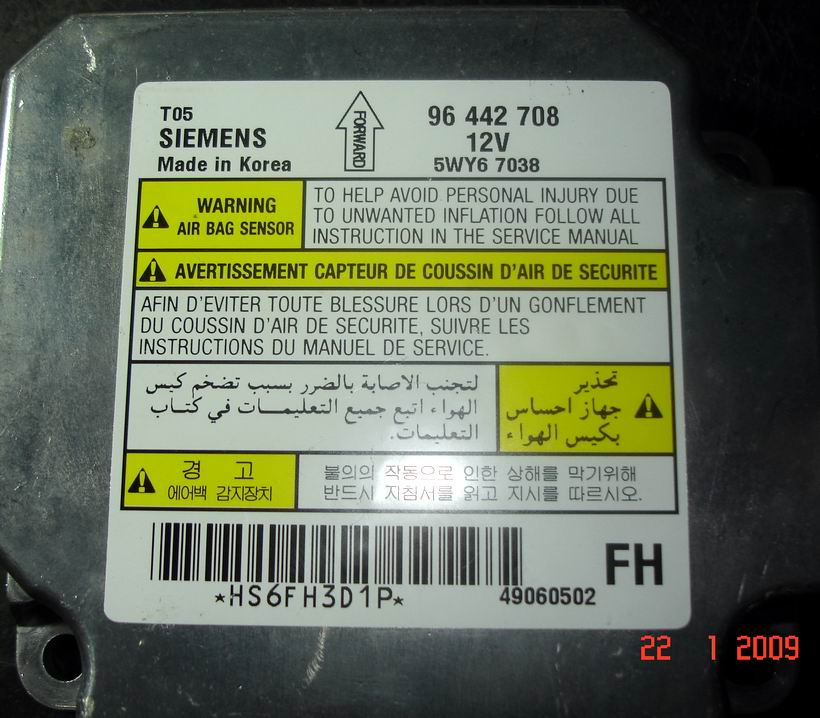 T05
SIEMENS
Made in Korea
FORWARD
96 442 708
12V
5WY6 7038
WARNING
AIR BAG SENSOR
TO HELP AVOID PERSONAL INJURY DUE
TO UNWANTED INFLATION FOLLOW ALL
INSTRUCTION IN THE SERVICE MANUAL
AVERTISSEMENT CAPTEUR DE COUSSIN D'AIR DE SECURITE
AFIN D'EVITER TOUTE BLESSURE LORS D'UN GONFLEMENT
DU COUSSIN D'AIR DE SECURITE, SUIVRE LES
INSTRUCTIONS DU MANUEL DE SERVICE.
تحذير
جهاز احساس
بكيس الهواء
لتجنب الاصابة بالضرر بسبب تضخم كيس
الهواء اتبع جميع التعليمـــات في كتـــاب
التعليمات.
경 고
에어백 감지장치
불의의 작동으로 인한 상해를 막기위해
반드시 지침서를 읽고 지시를 따르시오.
*HS6FH3D1P*
49060502
FH
22 1 2009